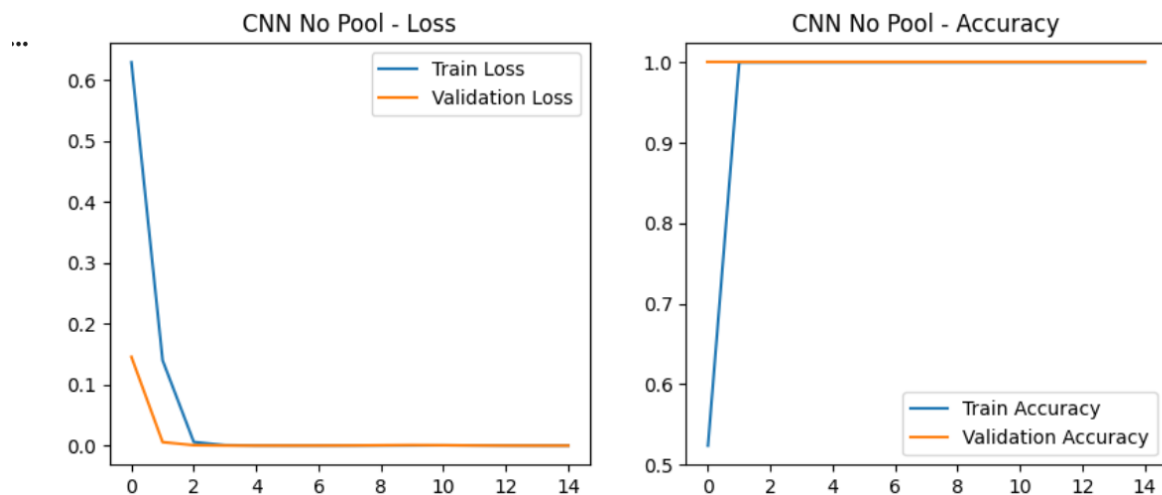 ...
CNN No Pool - Loss
Train Loss
Validation Loss
0.6
0.5
0.4
0.3
0.2
0.1
0.0
0 2 4 6 8 10 12 14
CNN No Pool - Accuracy
1.0
0.9
0.8
0.7
0.6
0.5
Train Accuracy
Validation Accuracy
0 2 4 6 8 10 12 14